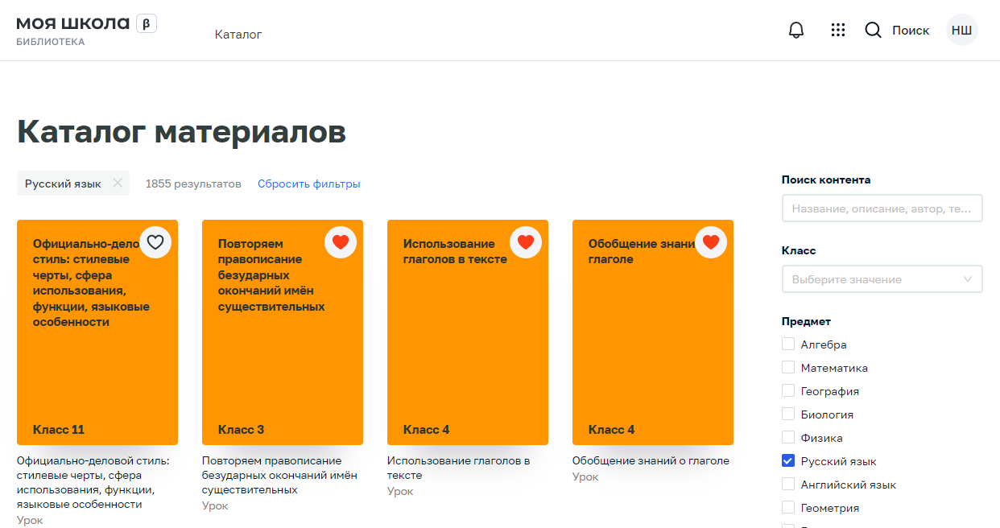 моя школа β
БИБЛИОТЕКА
Каталог
Поиск
НШ
Каталог материалов
Русский язык
1855 результатов
Сбросить фильтры
Официально-дело
стиль: стилевые
черты, сфера
использования,
функции, языковые
особенности
Класс 11
Официально-деловой стиль:
стилевые черты, сфера
использования, функции,
языковые особенности
Урок
Повторяем
правописание
безударных
окончаний имён
существительных
Класс 3
Повторяем правописание
безударных окончаний имён
существительных
Урок
Использование
глаголов в тексте
Класс 4
Использование глаголов в
тексте
Урок
Обобщение знани
глаголе
Класс 4
Обобщение знаний о глаголе
Урок
Поиск контента
Название, описание, автор, те...
Класс
Выберите значение
Предмет
Алгебра
Математика
География
Биология
Физика
Русский язык
Английский язык
Геометрия